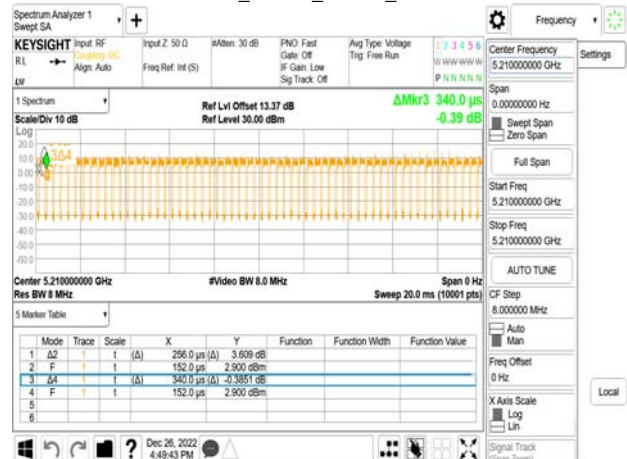 Spectrum Analyzer 1
Swept SA
+
Frequency
KEYSIGHT
RL
Input: RF
Coupling: DC
Align: Auto
Input Z: 50 Ω
Freq Ref: Int (S)
#Atten: 30 dB
PNO: Fast
Gate: Off
IF Gain: Low
Sig Track: Off
Avg Type: Voltage
Trig: Free Run
1 2 3 4 5 6
W W W W W W
P N N N N N
Center Frequency
5.210000000 GHz
Settings
Span
0.00000000 Hz
Swept Span
Zero Span
Full Span
Start Freq
5.210000000 GHz
Stop Freq
5.210000000 GHz
AUTO TUNE
CF Step
8.000000 MHz
Auto
Man
Freq Offset
0 Hz
X Axis Scale
Log
Lin
Local
Signal Track
(Span Zoom)
1 Spectrum
Scale/Div 10 dB
Ref Lvl Offset 13.37 dB
Ref Level 30.00 dBm
ΔMkr3 340.0 µs
-0.39 dB
Log
20.0
10.0
0.00
-10.0
-20.0
-30.0
-40.0
-50.0
-60.0
3Δ4
Center 5.210000000 GHz
Res BW 8 MHz
#Video BW 8.0 MHz
Span 0 Hz
Sweep 20.0 ms (10001 pts)
5 Marker Table
Mode Trace Scale X Y Function Function Width Function Value
1 Δ2 1 t (Δ) 256.0 µs (Δ) 3.609 dB
2 F 1 t 152.0 µs 2.900 dBm
3 Δ4 1 t (Δ) 340.0 µs (Δ) -0.3851 dB
4 F 1 t 152.0 µs 2.900 dBm
5
6
?
Dec 26, 2022
4:49:43 PM